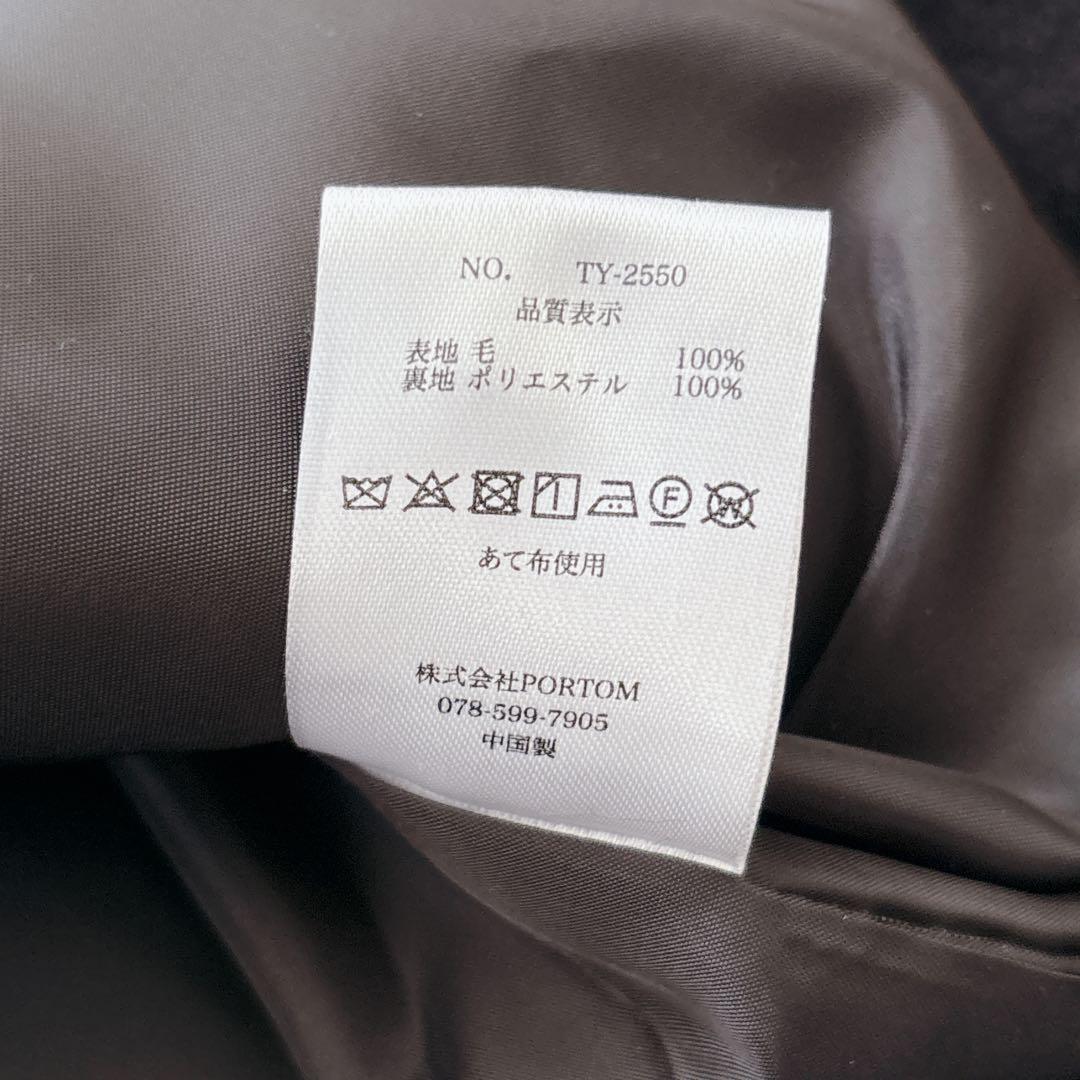 NO. TY-2550
品質表示
表地 毛 100%
裏地 ポリエステル 100%
あて布使用
株式会社PORTOM
078-599-7905
中国製